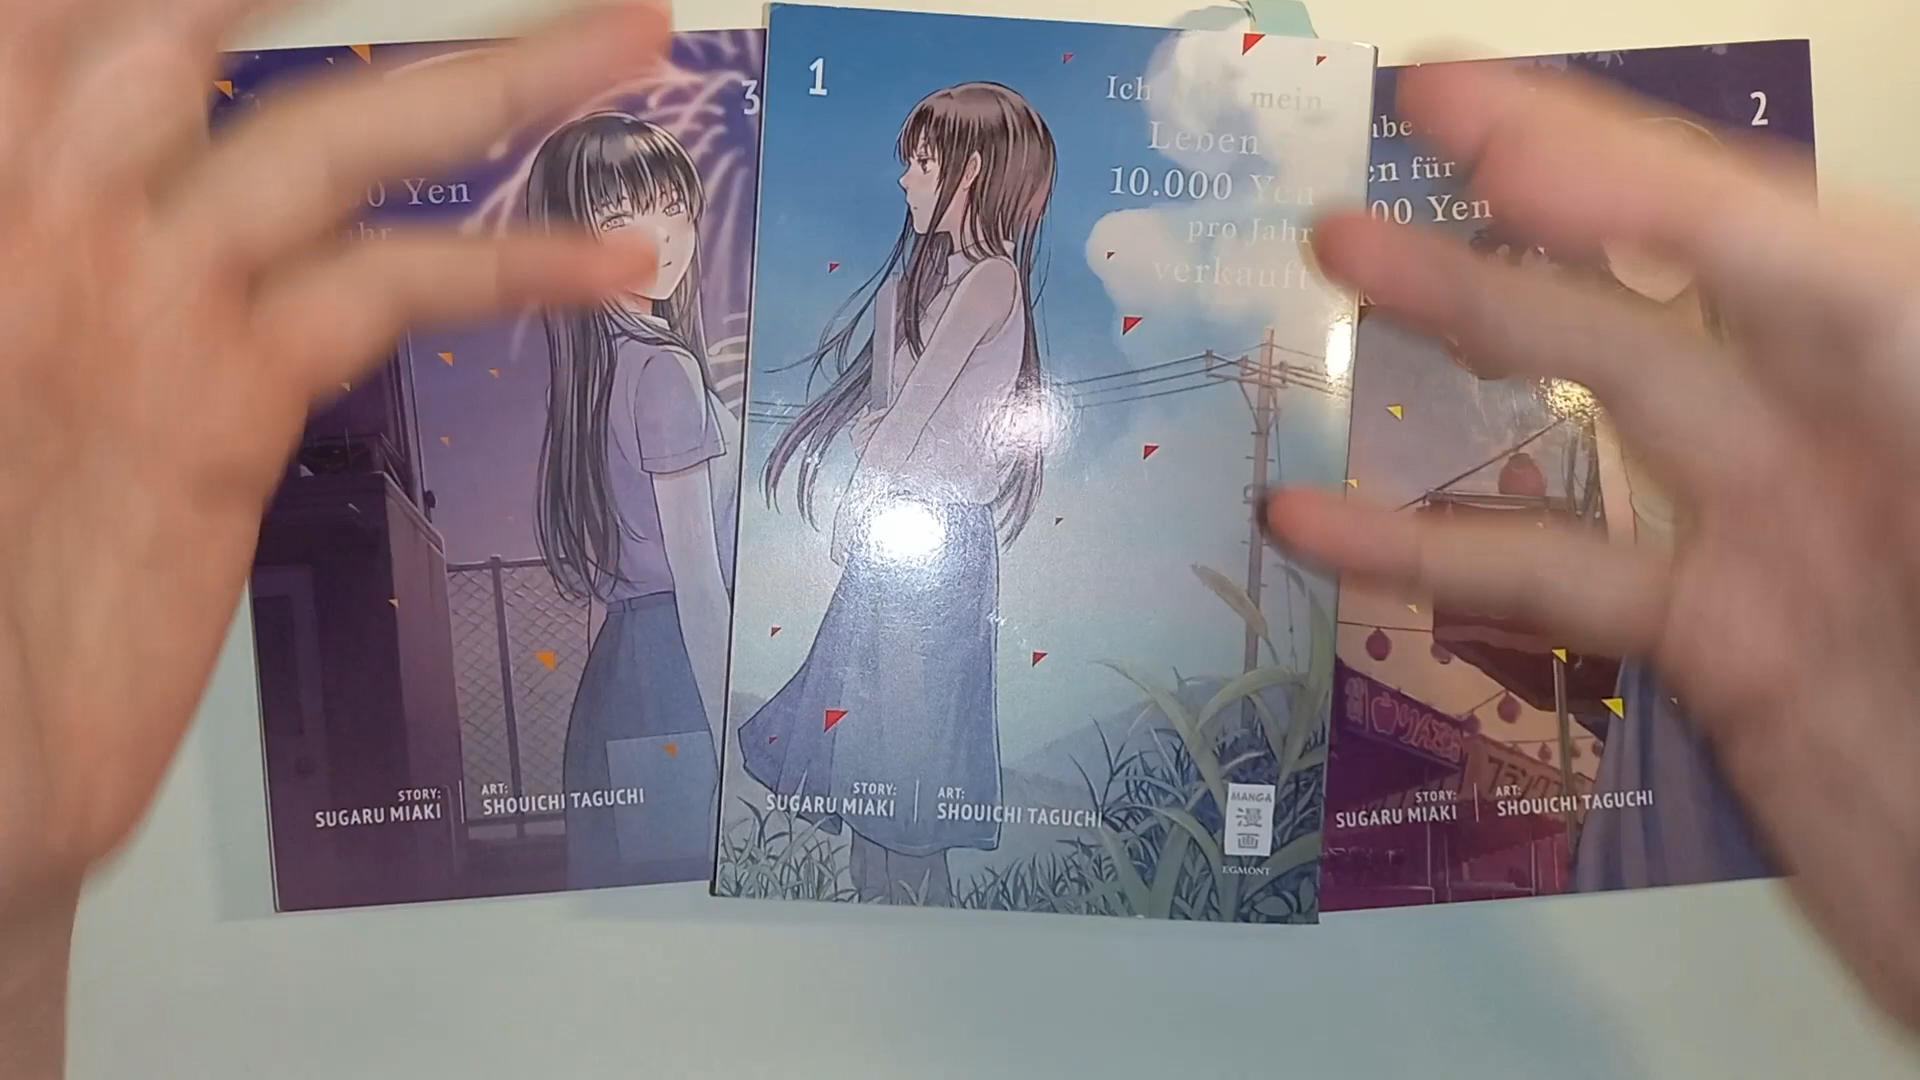 3
0 Yen
ahr
STORY:
SUGARU MIAKI
ART:
SHOUICHI TAGUCHI
1
Ich mein
Leben
10.000 Yen
pro Jahr
verkauft
STORY:
SUGARU MIAKI
ART:
SHOUICHI TAGUCHI
MANGA
漫
画
EGMONT
2
abe
en für
00 Yen
STORY:
SUGARU MIAKI
ART:
SHOUICHI TAGUCHI